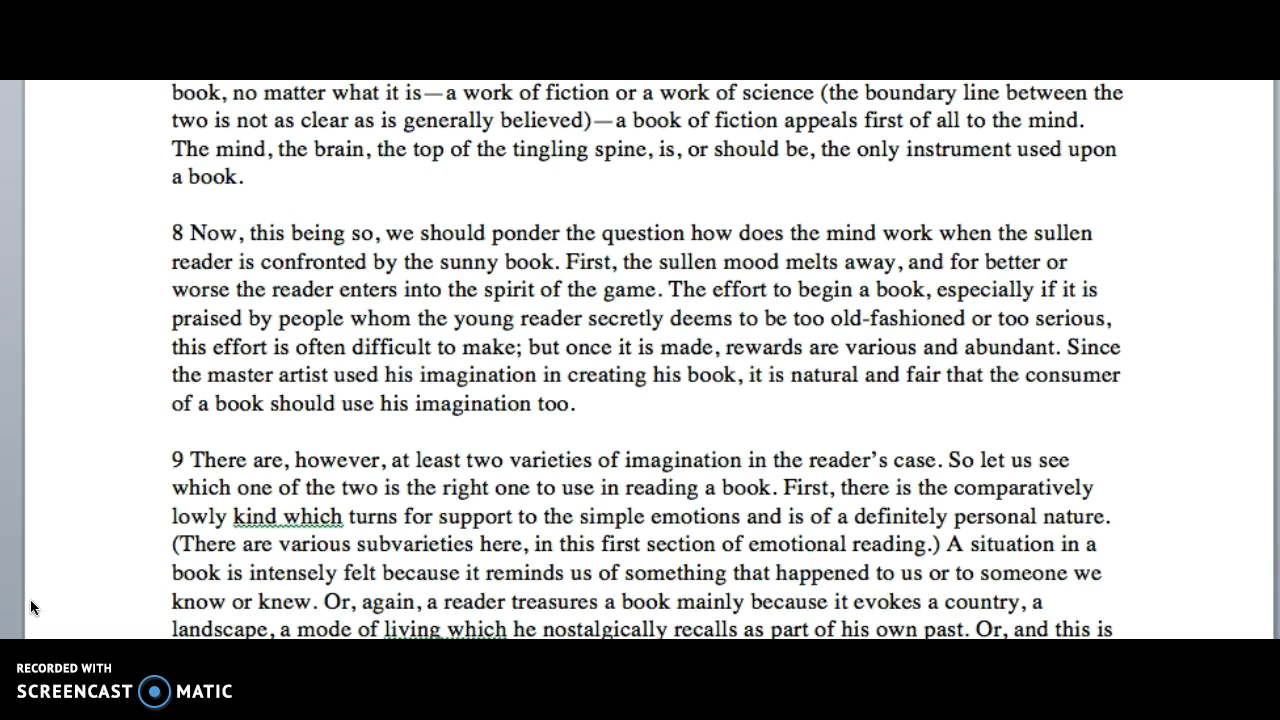 book, no matter what it is—a work of fiction or a work of science (the boundary line between the
two is not as clear as is generally believed)—a book of fiction appeals first of all to the mind.
The mind, the brain, the top of the tingling spine, is, or should be, the only instrument used upon
a book.
8 Now, this being so, we should ponder the question how does the mind work when the sullen
reader is confronted by the sunny book. First, the sullen mood melts away, and for better or
worse the reader enters into the spirit of the game. The effort to begin a book, especially if it is
praised by people whom the young reader secretly deems to be too old-fashioned or too serious,
this effort is often difficult to make; but once it is made, rewards are various and abundant. Since
the master artist used his imagination in creating his book, it is natural and fair that the consumer
of a book should use his imagination too.
9 There are, however, at least two varieties of imagination in the reader’s case. So let us see
which one of the two is the right one to use in reading a book. First, there is the comparatively
lowly kind which turns for support to the simple emotions and is of a definitely personal nature.
(There are various subvarieties here, in this first section of emotional reading.) A situation in a
book is intensely felt because it reminds us of something that happened to us or to someone we
know or knew. Or, again, a reader treasures a book mainly because it evokes a country, a
landscape, a mode of living which he nostalgically recalls as part of his own past. Or, and this is
RECORDED WITH
SCREENCAST MATIC